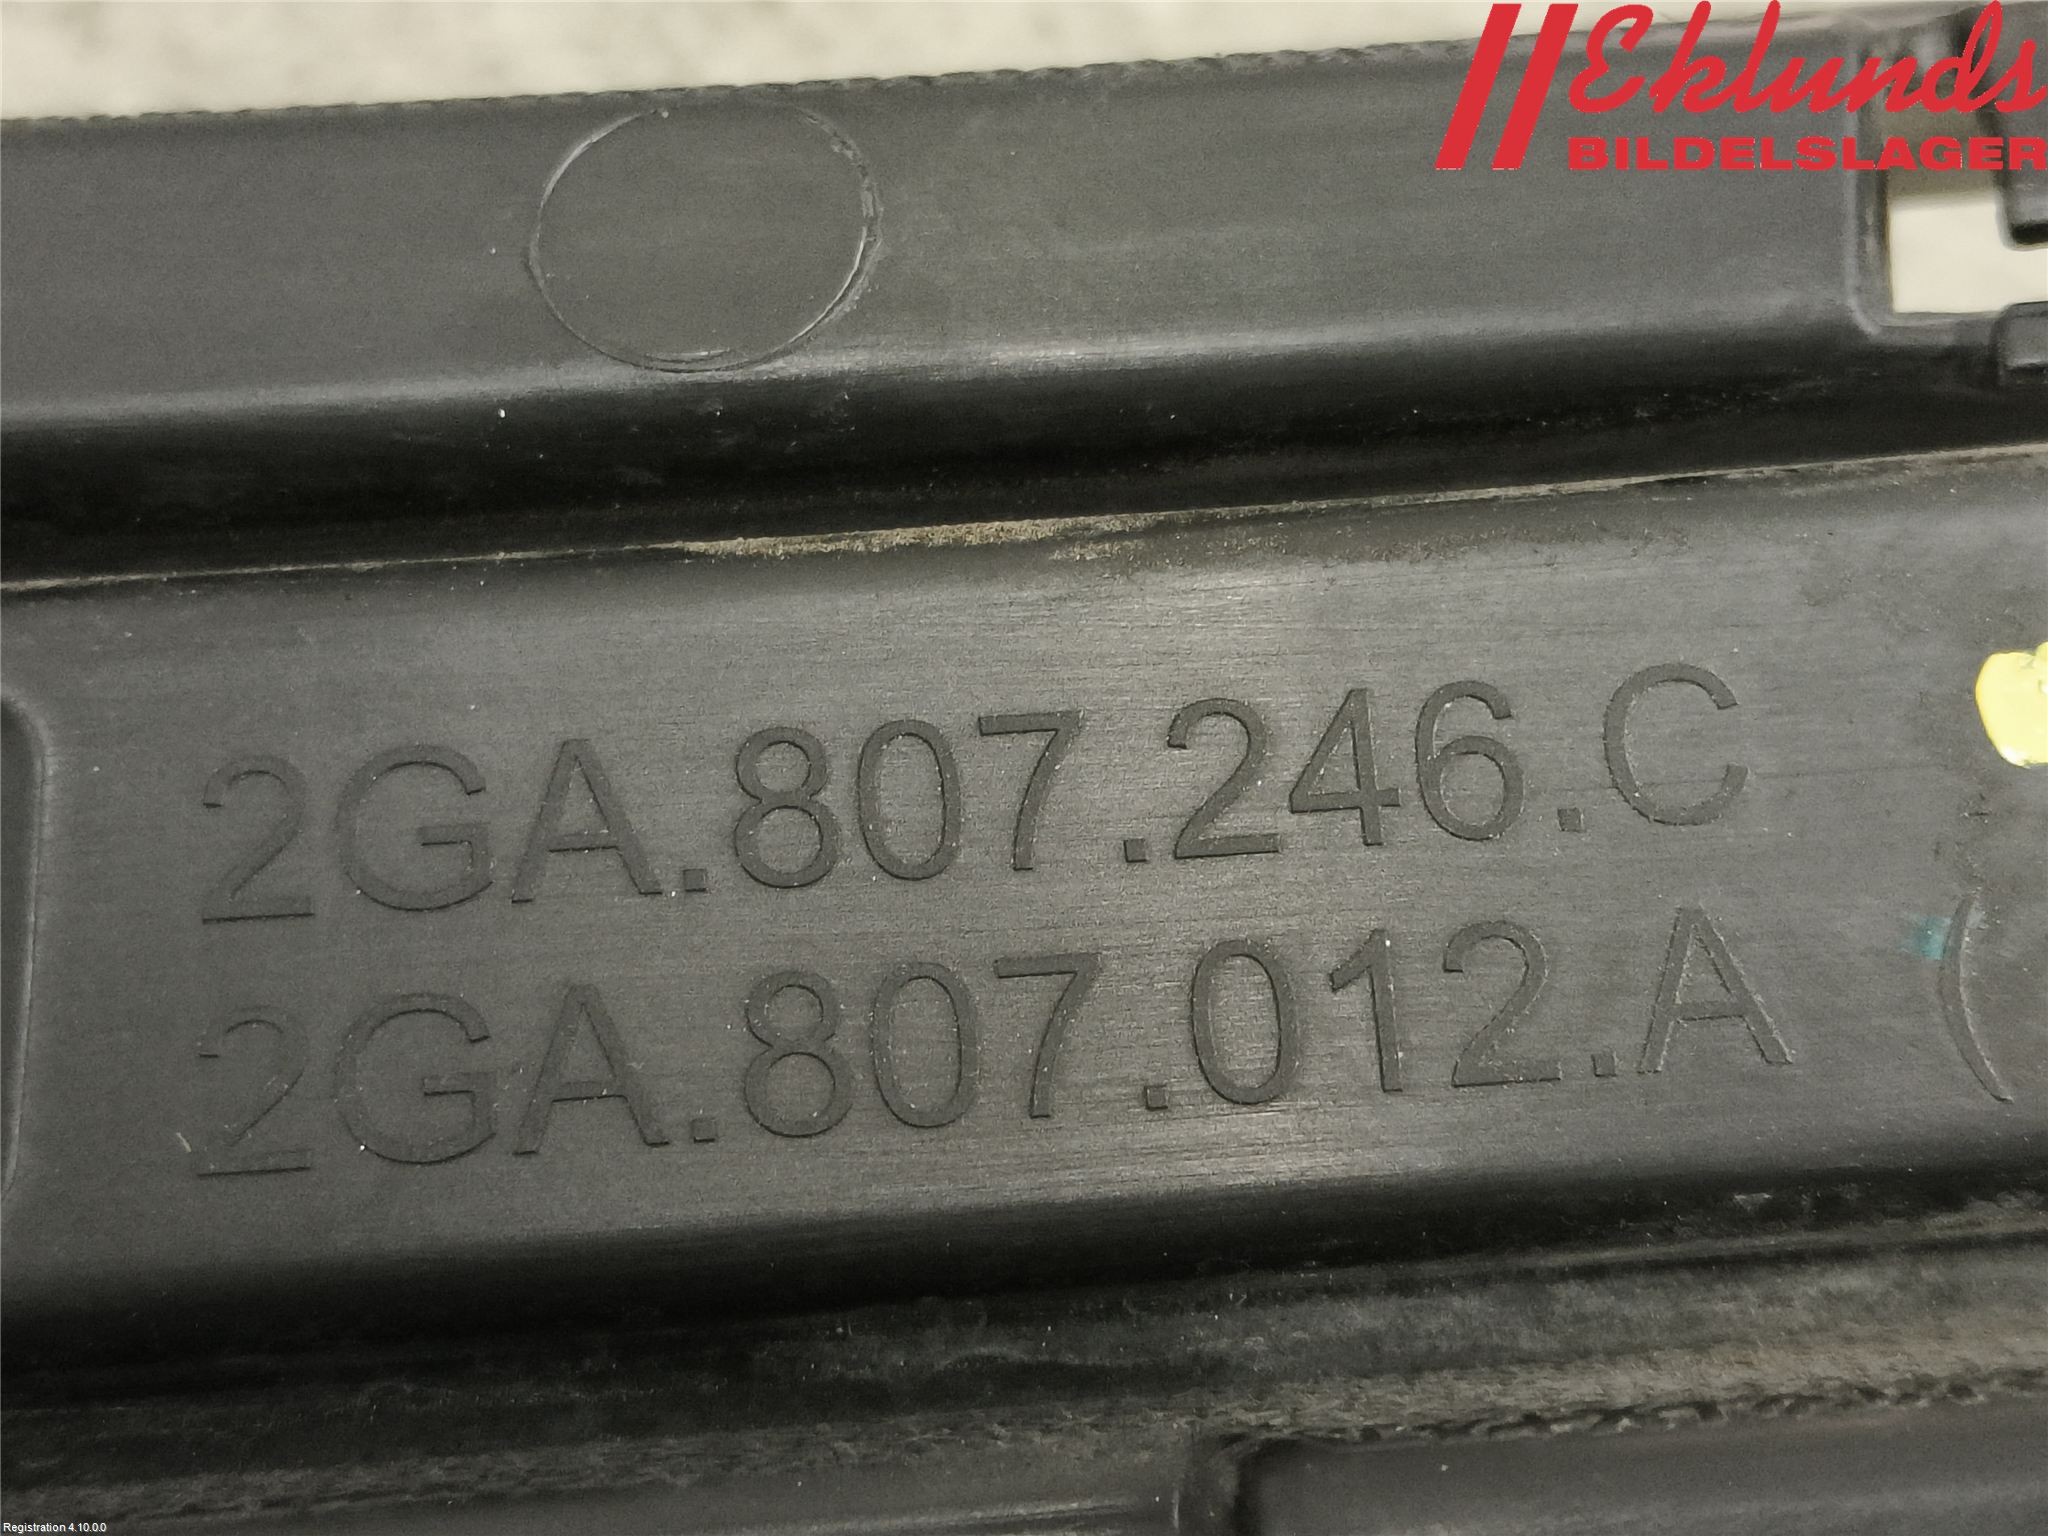 Eklunds
BILDELSLAGER
2GA.807.246.C
2GA.807.012.A (
Registration 4.10.0.0